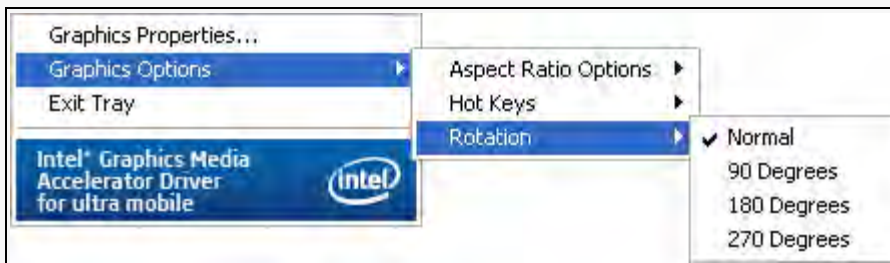 Graphics Properties...
Graphics Options
Exit Tray
Intel® Graphics Media
Accelerator Driver
for ultra mobile
intel
Aspect Ratio Options
Hot Keys
Rotation
Normal
90 Degrees
180 Degrees
270 Degrees